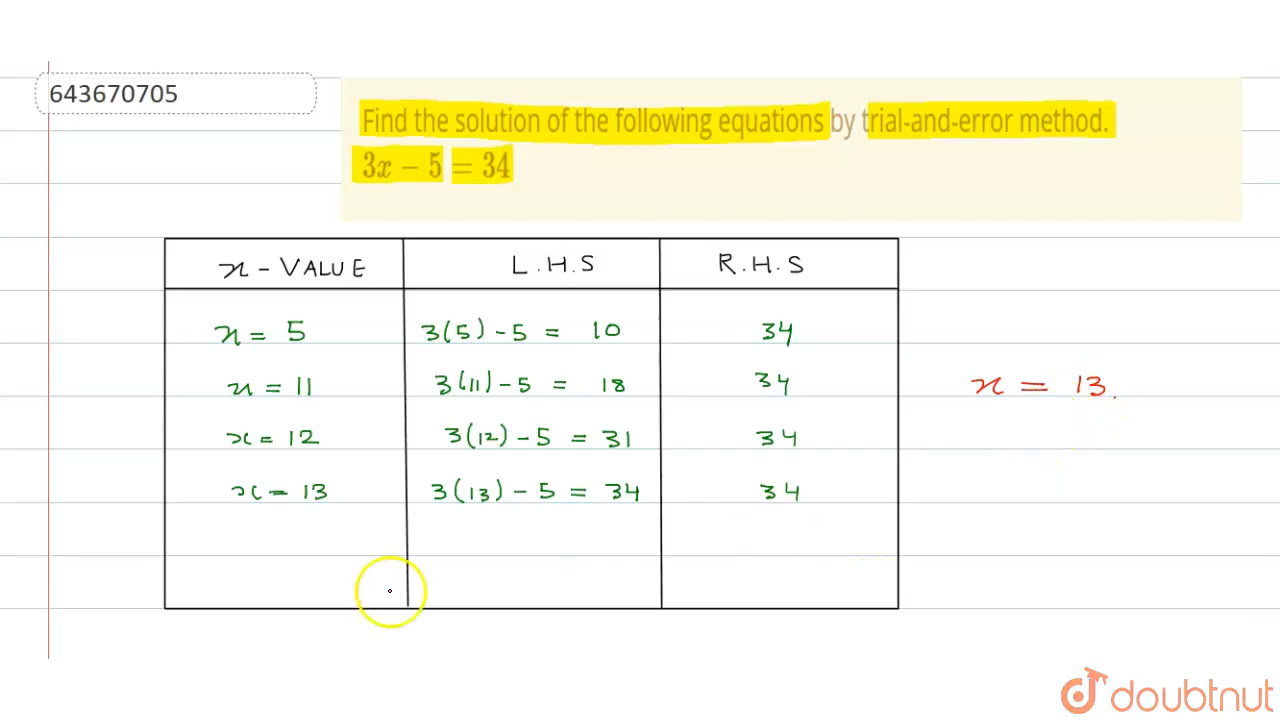 643670705
Find the solution of the following equations by trial-and-error method.
3x − 5 = 34
x - VALUE L.H.S R.H.S
x = 5 3(5) - 5 = 10 34
x = 11 3(11) - 5 = 18 34
x = 12 3(12) - 5 = 31 34
x = 13 3(13) - 5 = 34 34
x = 13.
doubtnut